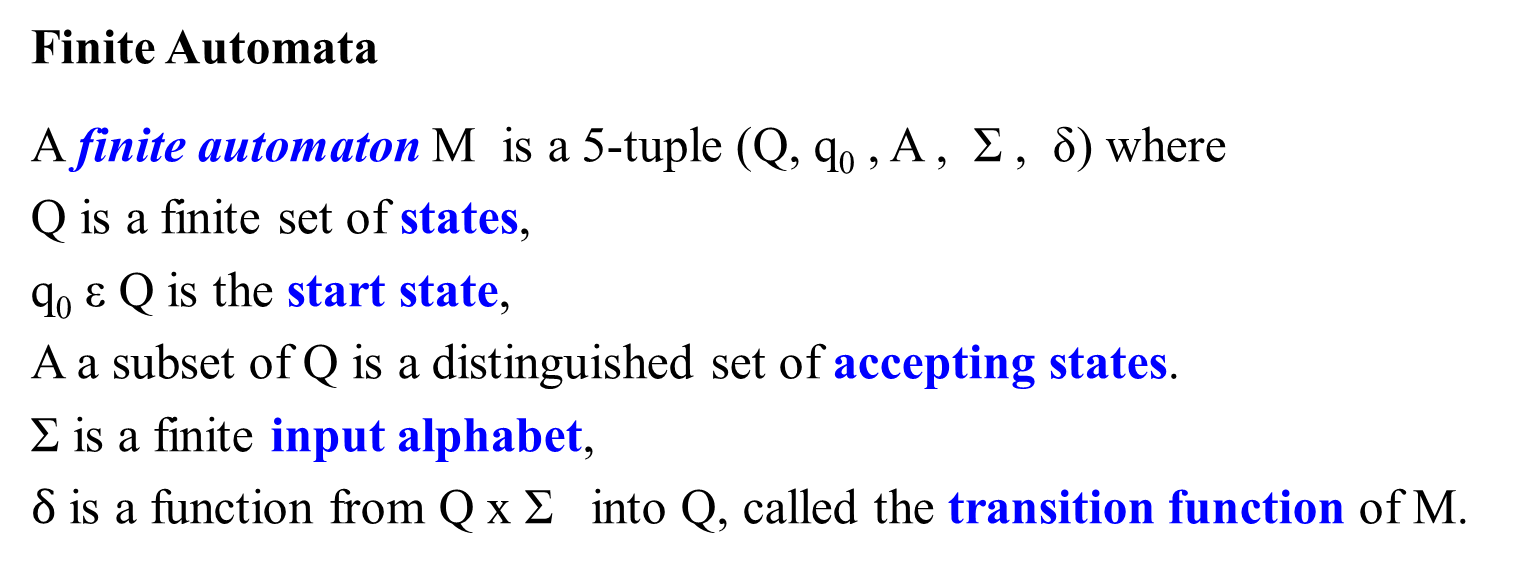 Finite Automata
A finite automaton M is a 5-tuple (Q, q₀ , A , Σ , δ) where
Q is a finite set of states,
q₀ ε Q is the start state,
A a subset of Q is a distinguished set of accepting states.
Σ is a finite input alphabet,
δ is a function from Q x Σ into Q, called the transition function of M.